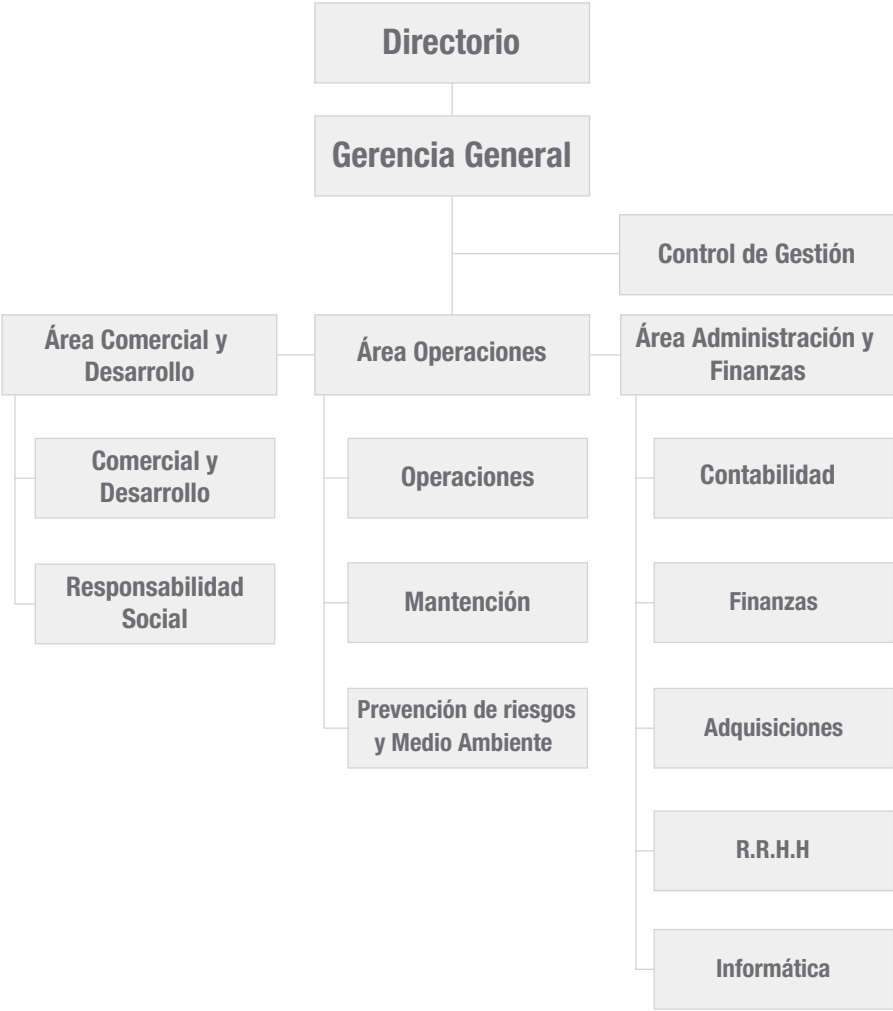 Directorio
Gerencia General
Control de Gestión
Área Comercial y
Desarrollo
Área Operaciones
Área Administración y
Finanzas
Comercial y
Desarrollo
Operaciones
Contabilidad
Responsabilidad
Social
Mantención
Finanzas
Prevención de riesgos
y Medio Ambiente
Adquisiciones
R.R.H.H
Informática